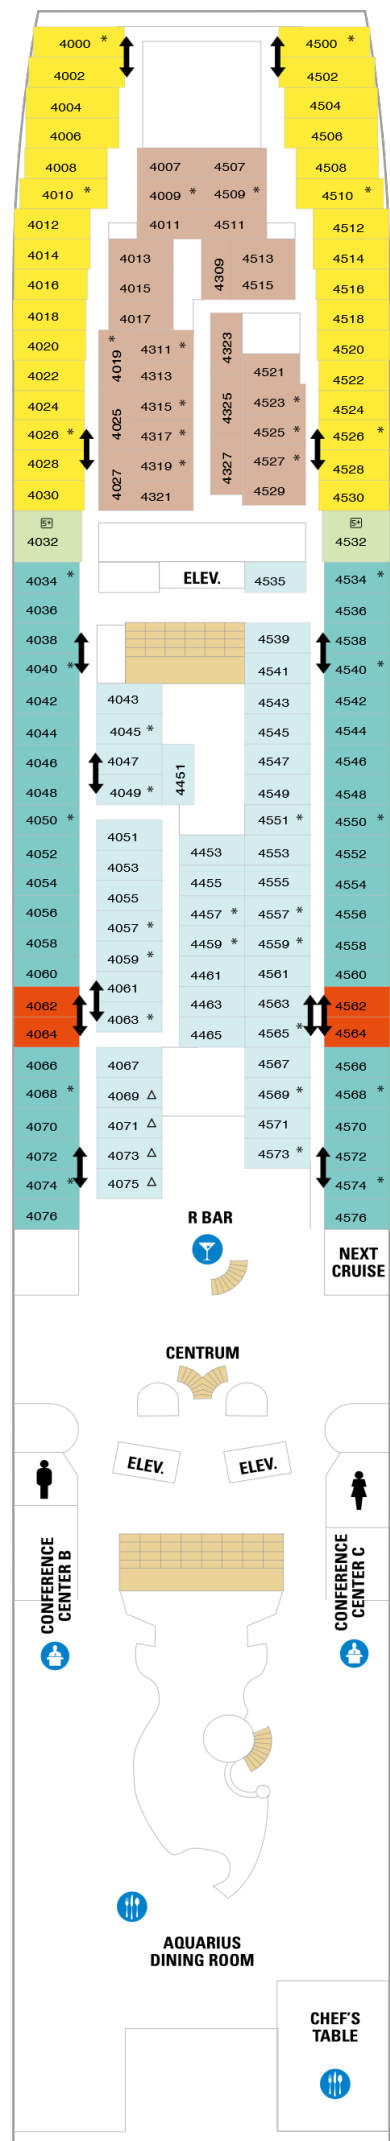 4000 * 4500 *
4002 4502
4004 4504
4006 4506
4008 4007 4507 4508
4010 * 4009 * 4509 * 4510 *
4012 4011 4511 4512
4014 4013 4309 4513 4514
4016 4015 4515 4516
4018 4017 4518
4020 4019 * 4311 * 4323 4520
4022 4313 4521 4522
4024 4025 4315 * 4325 4523 * 4524
4026 * 4317 * 4525 * 4526 *
4028 4027 4319 * 4327 4527 * 4528
4030 4321 4529 4530
S+ S+
4032 4532
4034 * ELEV. 4535 4534 *
4036 4536
4038 4539 4538
4040 * 4541 4540 *
4042 4043 4543 4542
4044 4045 * 4545 4544
4046 4047 4451 4547 4546
4048 4049 * 4549 4548
4050 * 4551 * 4550 *
4052 4051 4453 4553 4552
4054 4053 4455 4555 4554
4056 4055 4457 * 4557 * 4556
4058 4057 * 4459 * 4559 * 4558
4060 4059 * 4461 4561 4560
4062 4061 4463 4563 4562
4064 4063 * 4465 4565 * 4564
4066 4067 4567 4566
4068 * 4069 △ 4569 * 4568 *
4070 4071 △ 4571 4570
4072 4073 △ 4573 * 4572
4074 * 4075 △ 4574 *
4076 4576
R BAR
NEXT
CRUISE
CENTRUM
ELEV. ELEV.
CONFERENCE
CENTER B
CONFERENCE
CENTER C
AQUARIUS
DINING ROOM
CHEF'S
TABLE